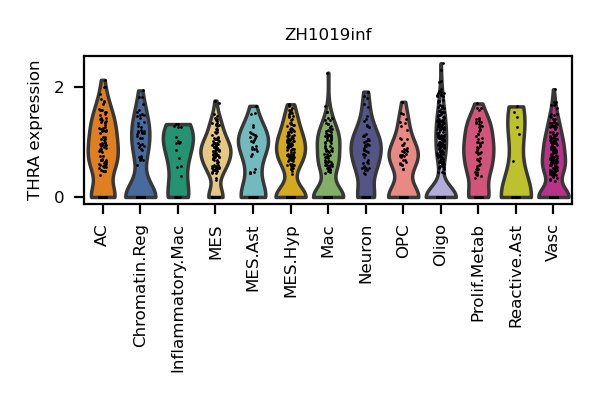 ZH1019inf
THRA expression
2
0
AC
Chromatin.Reg
Inflammatory.Mac
MES
MES.Ast
MES.Hyp
Mac
Neuron
OPC
Oligo
Prolif.Metab
Reactive.Ast
Vasc